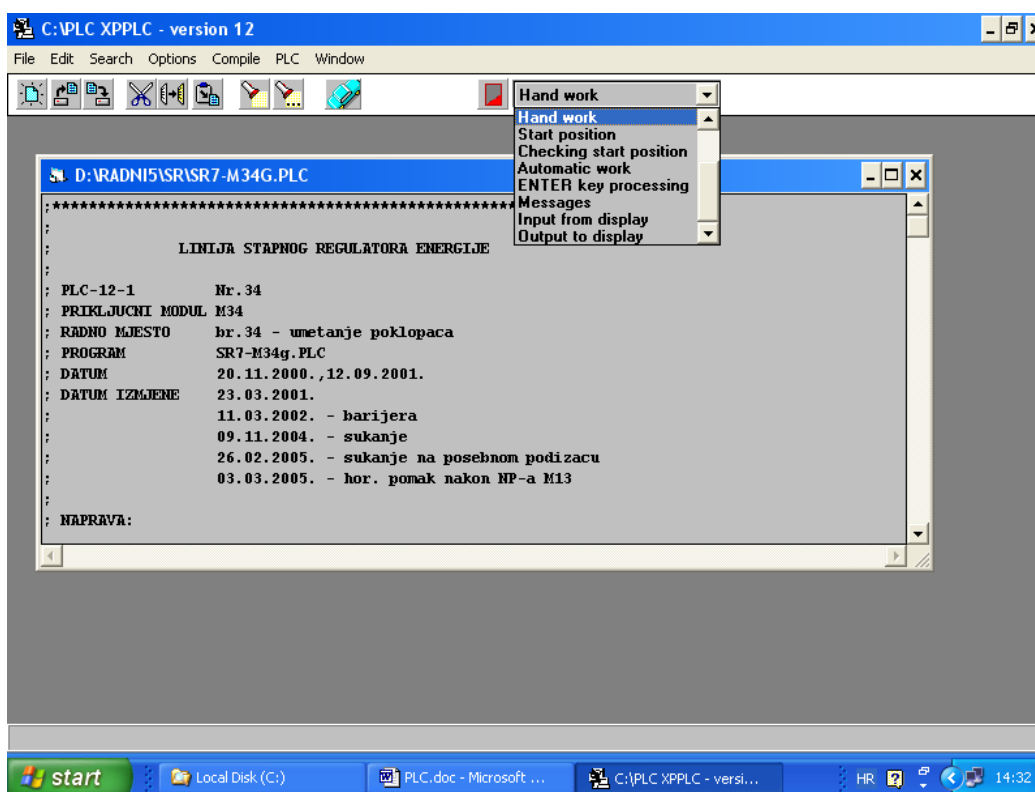 C:\PLC XPPLC - version 12
File Edit Search Options Compile PLC Window
Hand work
Hand work
Start position
Checking start position
Automatic work
ENTER key processing
Messages
Input from display
Output to display
D:\RADNI5\SR\SR7-M34G.PLC
;****************************************************
;
; LINIJA STAPNOG REGULATORA ENERGIJE
;
; PLC-12-1 Nr.34
; PRIKLJUCNI MODUL M34
; RADNO MJESTO br.34 - umetanje poklopaca
; PROGRAM SR7-M34g.PLC
; DATUM 20.11.2000.,12.09.2001.
; DATUM IZMJENE 23.03.2001.
; 11.03.2002. - barijera
; 09.11.2004. - sukanje
; 26.02.2005. - sukanje na posebnom podizacu
; 03.03.2005. - hor. pomak nakon NP-a M13
;
; NAPRAVA:
start Local Disk (C:) PLC.doc - Microsoft ... C:\PLC XPPLC - versi... HR 14:32